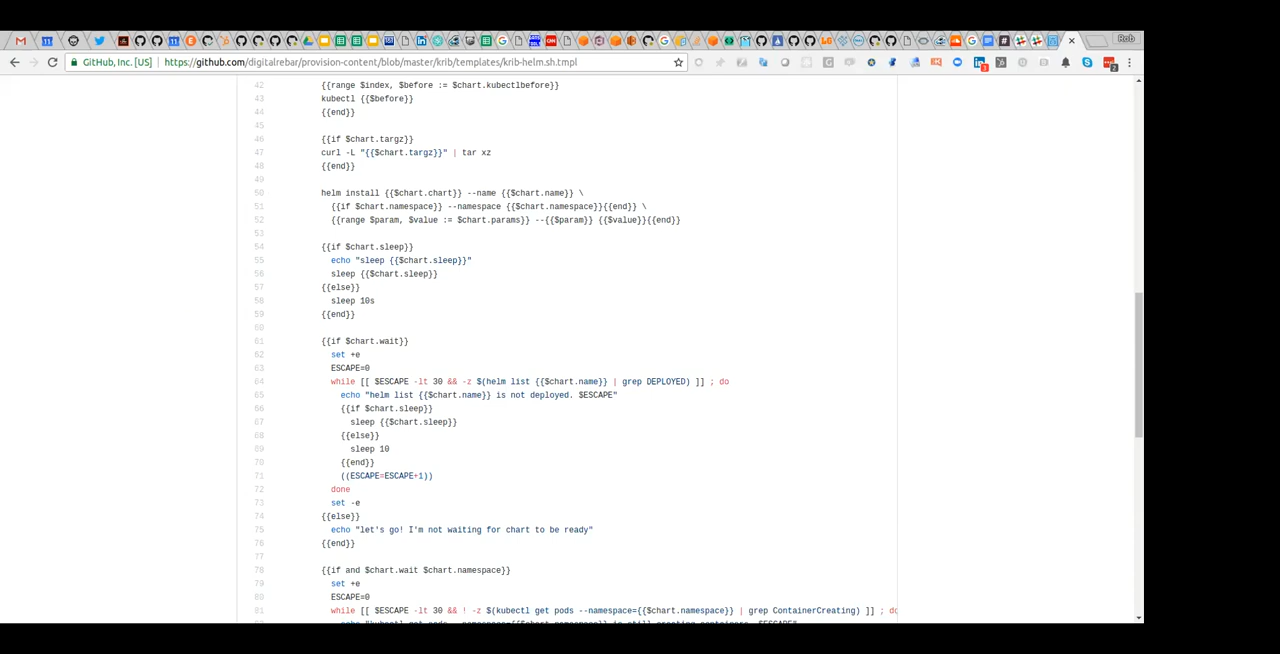 Rob
GitHub, Inc. [US]
https://github.com/digitalrebar/provision-content/blob/master/krib/templates/krib-helm.sh.tmpl
42 {{range $index, $before := $chart.kubectlbefore}}
43 kubectl {{$before}}
44 {{end}}
45
46 {{if $chart.targz}}
47 curl -L "{{$chart.targz}}" | tar xz
48 {{end}}
49
50 helm install {{$chart.chart}} --name {{$chart.name}} \
51 {{if $chart.namespace}} --namespace {{$chart.namespace}}{{end}} \
52 {{range $param, $value := $chart.params}} --{{$param}} {{$value}}{{end}}
53
54 {{if $chart.sleep}}
55 echo "sleep {{$chart.sleep}}"
56 sleep {{$chart.sleep}}
57 {{else}}
58 sleep 10s
59 {{end}}
60
61 {{if $chart.wait}}
62 set +e
63 ESCAPE=0
64 while [[ $ESCAPE -lt 30 && -z $(helm list {{$chart.name}} | grep DEPLOYED) ]] ; do
65 echo "helm list {{$chart.name}} is not deployed. $ESCAPE"
66 {{if $chart.sleep}}
67 sleep {{$chart.sleep}}
68 {{else}}
69 sleep 10
70 {{end}}
71 ((ESCAPE=ESCAPE+1))
72 done
73 set -e
74 {{else}}
75 echo "let's go! I'm not waiting for chart to be ready"
76 {{end}}
77
78 {{if and $chart.wait $chart.namespace}}
79 set +e
80 ESCAPE=0
81 while [[ $ESCAPE -lt 30 && ! -z $(kubectl get pods --namespace={{$chart.namespace}} | grep ContainerCreating) ]] ; do